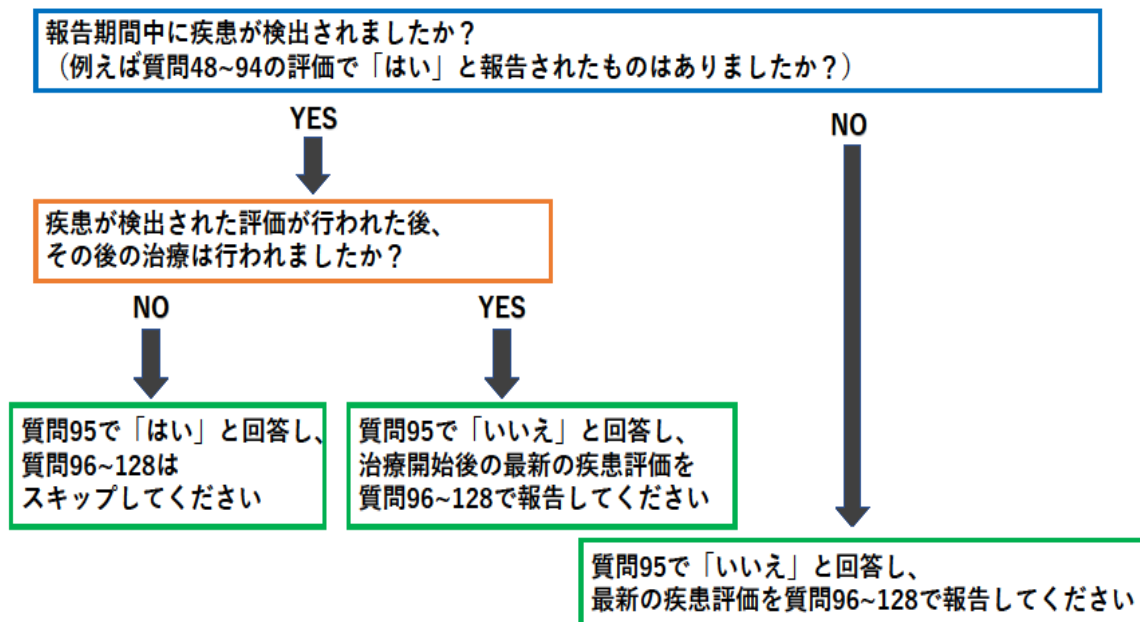 報告期間中に疾患が検出されましたか？
（例えば質問48~94の評価で「はい」と報告されたものはありましたか？）
YES
NO
疾患が検出された評価が行われた後、
その後の治療は行われましたか？
NO
YES
質問95で「はい」と回答し、
質問96~128は
スキップしてください
質問95で「いいえ」と回答し、
治療開始後の最新の疾患評価を
質問96~128で報告してください
質問95で「いいえ」と回答し、
最新の疾患評価を質問96~128で報告してください